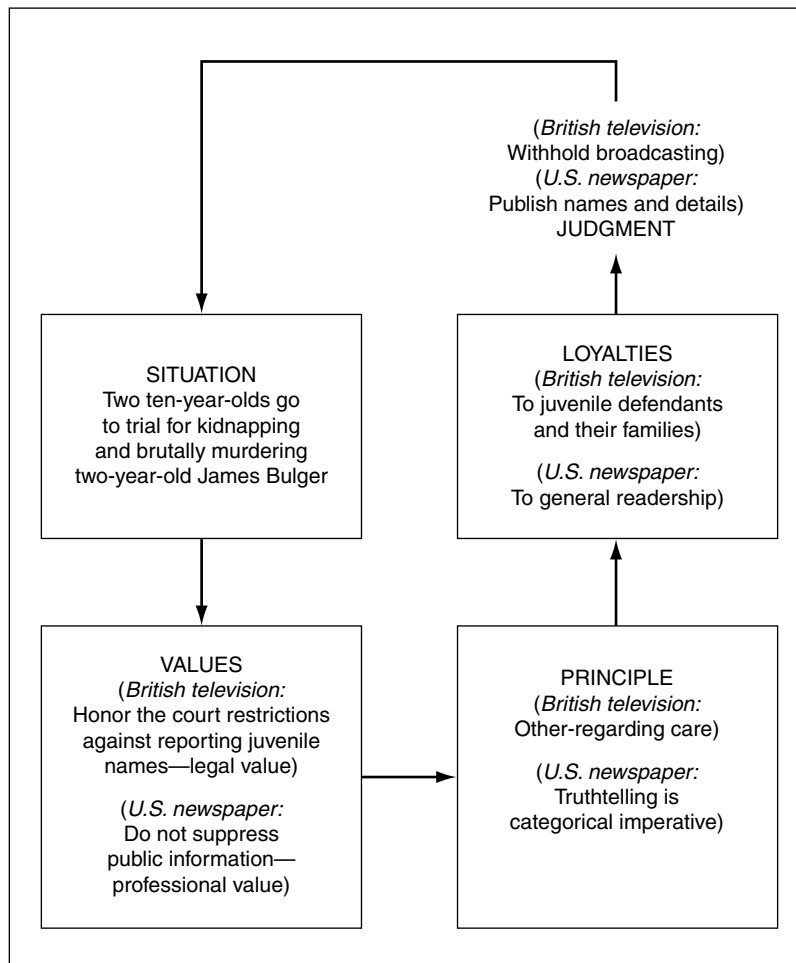 (British television:
Withhold broadcasting)
(U.S. newspaper:
Publish names and details)
JUDGMENT
SITUATION
Two ten-year-olds go
to trial for kidnapping
and brutally murdering
two-year-old James Bulger
LOYALTIES
(British television:
To juvenile defendants
and their families)
(U.S. newspaper:
To general readership)
VALUES
(British television:
Honor the court restrictions
against reporting juvenile
names—legal value)
(U.S. newspaper:
Do not suppress
public information—
professional value)
PRINCIPLE
(British television:
Other-regarding care)
(U.S. newspaper:
Truthtelling is
categorical imperative)